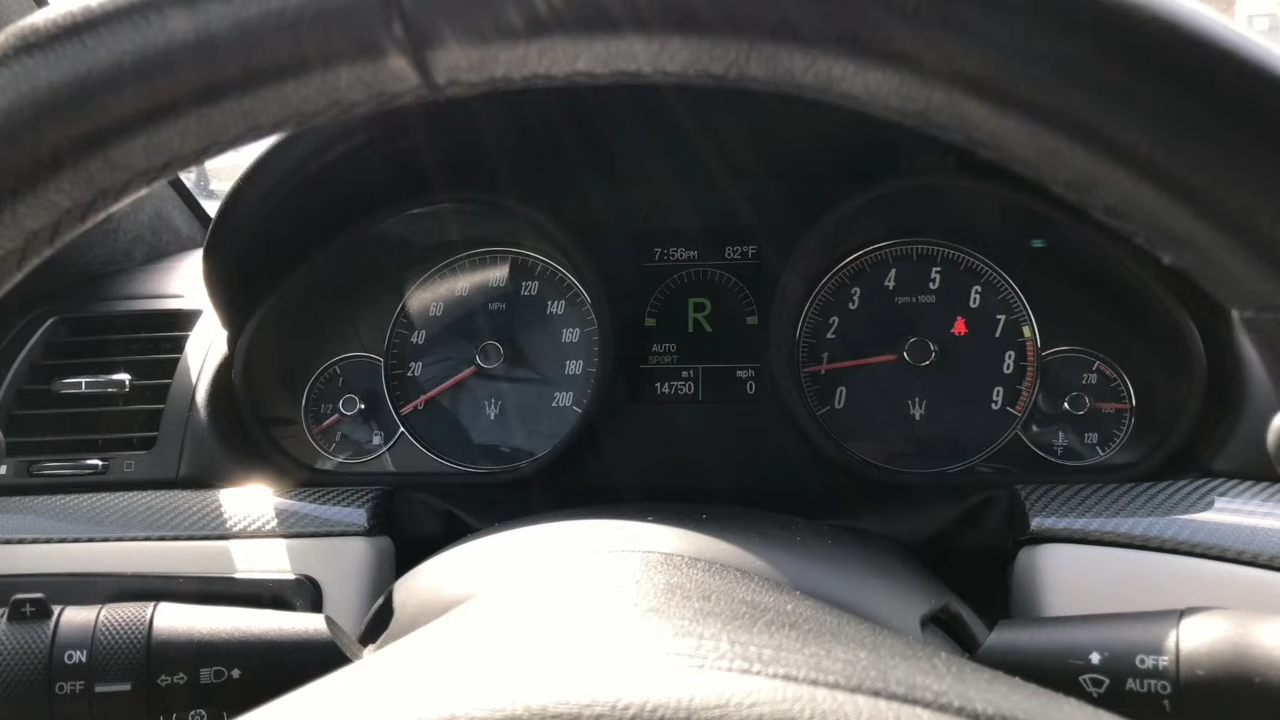 7:56PM 82°F
R
AUTO
SPORT
mi mph
14750 0
MPH
0 20 40 60 80 100 120 140 160 180 200
1/2
1
0
rpm x 1000
0 1 2 3 4 5 6 7 8 9
270
120
°F
ON
OFF
OFF
AUTO
1